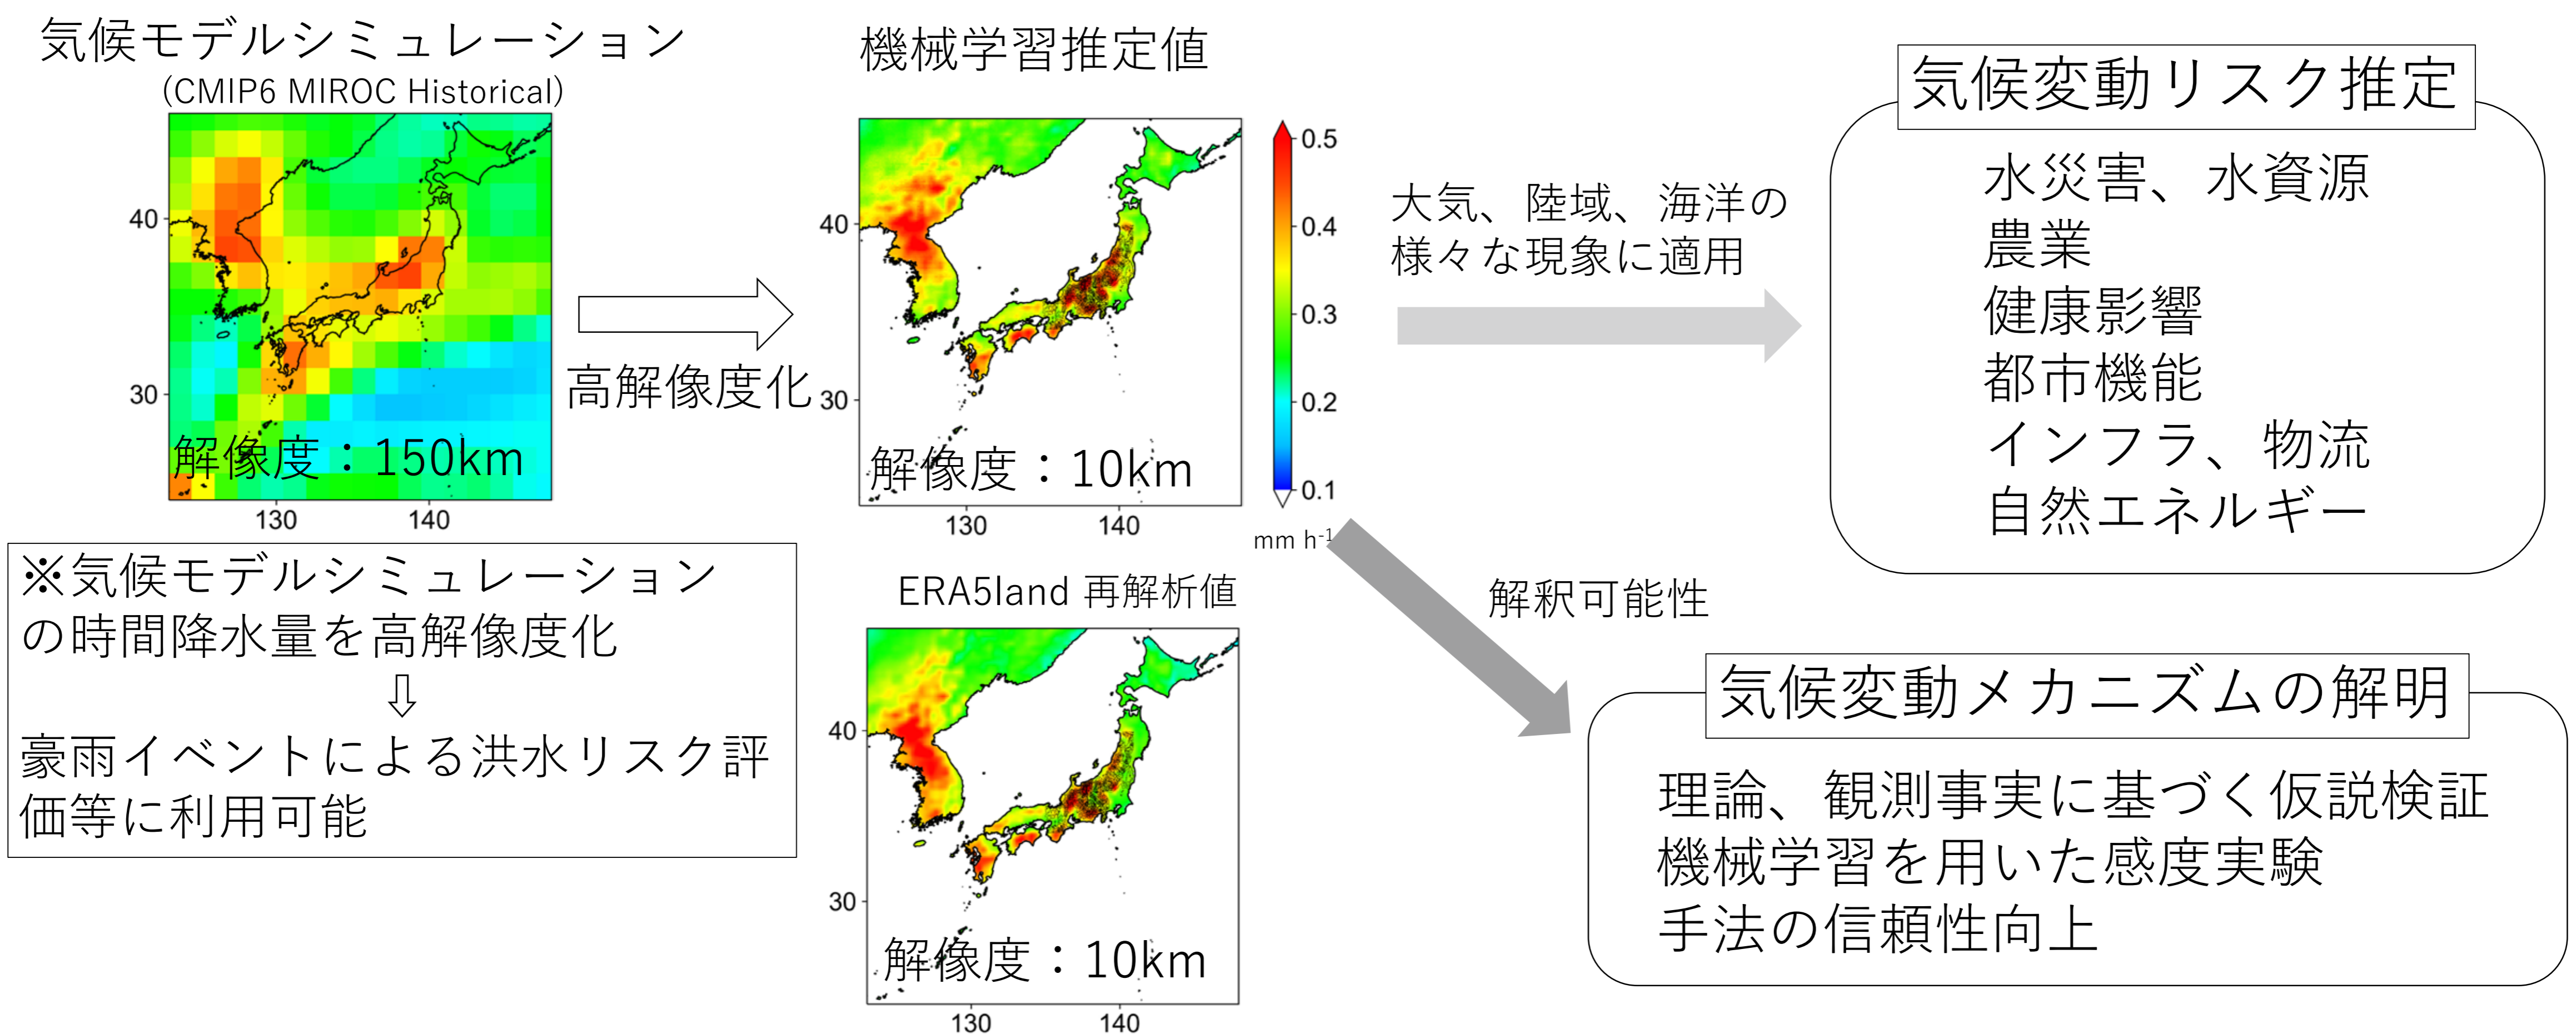 気候モデルシミュレーション
(CMIP6 MIROC Historical)
40
30
130
140
解像度：150km
高解像度化
機械学習推定値
40
30
130
140
解像度：10km
0.5
0.4
0.3
0.2
0.1
mm h-1
ERA5land 再解析値
40
30
130
140
解像度：10km
※気候モデルシミュレーション
の時間降水量を高解像度化
⇩
豪雨イベントによる洪水リスク評
価等に利用可能
大気、陸域、海洋の
様々な現象に適用
気候変動リスク推定
水災害、水資源
農業
健康影響
都市機能
インフラ、物流
自然エネルギー
解釈可能性
気候変動メカニズムの解明
理論、観測事実に基づく仮説検証
機械学習を用いた感度実験
手法の信頼性向上